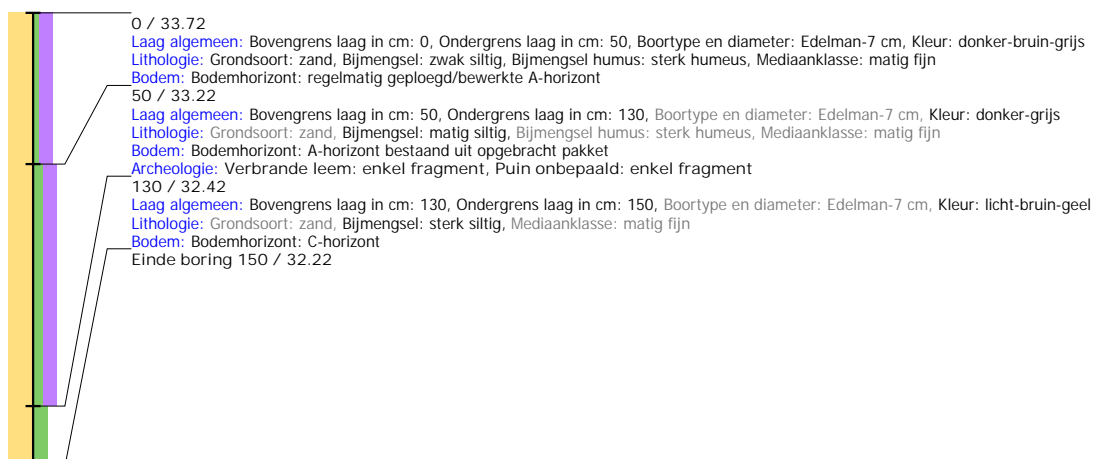 0 / 33.72
Laag algemeen: Bovengrens laag in cm: 0, Ondergrens laag in cm: 50, Boortype en diameter: Edelman-7 cm, Kleur: donker-bruin-grijs
Lithologie: Grondsoort: zand, Bijmengsel: zwak siltig, Bijmengsel humus: sterk humeus, Mediaanklasse: matig fijn
Bodem: Bodemhorizont: regelmatig geploegd/bewerkte A-horizont
50 / 33.22
Laag algemeen: Bovengrens laag in cm: 50, Ondergrens laag in cm: 130, Boortype en diameter: Edelman-7 cm, Kleur: donker-grijs
Lithologie: Grondsoort: zand, Bijmengsel: matig siltig, Bijmengsel humus: sterk humeus, Mediaanklasse: matig fijn
Bodem: Bodemhorizont: A-horizont bestaand uit opgebracht pakket
Archeologie: Verbrande leem: enkel fragment, Puin onbepaald: enkel fragment
130 / 32.42
Laag algemeen: Bovengrens laag in cm: 130, Ondergrens laag in cm: 150, Boortype en diameter: Edelman-7 cm, Kleur: licht-bruin-geel
Lithologie: Grondsoort: zand, Bijmengsel: sterk siltig, Mediaanklasse: matig fijn
Bodem: Bodemhorizont: C-horizont
Einde boring 150 / 32.22